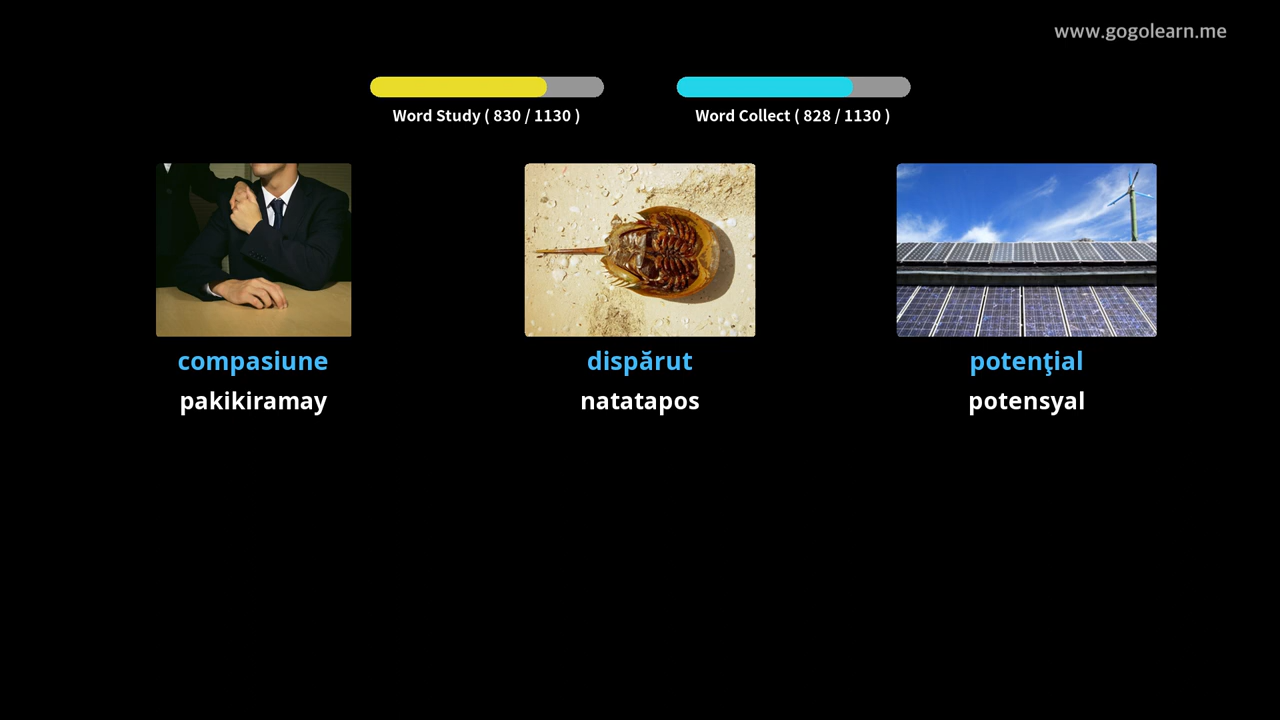 www.gogolearn.me
Word Study ( 830 / 1130 )
Word Collect ( 828 / 1130 )
compasiune
dispărut
potenţial
pakikiramay
natatapos
potensyal